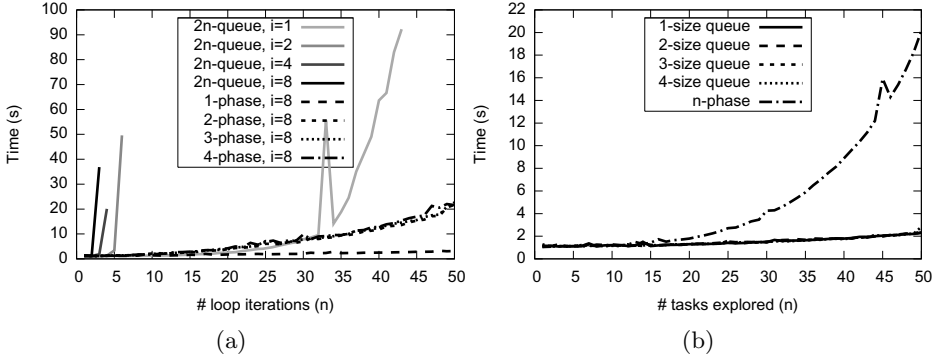 100
90
80
70
60
50
40
30
20
10
0
Time (s)
2n-queue, i=1
2n-queue, i=2
2n-queue, i=4
2n-queue, i=8
1-phase, i=8
2-phase, i=8
3-phase, i=8
4-phase, i=8
0 5 10 15 20 25 30 35 40 45 50
# loop iterations (n)
(a)
22
20
18
16
14
12
10
8
6
4
2
0
Time (s)
1-size queue
2-size queue
3-size queue
4-size queue
n-phase
0 5 10 15 20 25 30 35 40 45 50
# tasks explored (n)
(b)